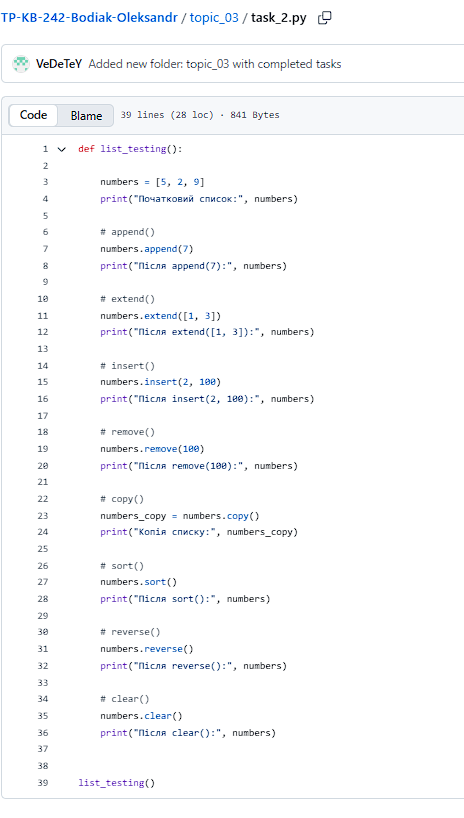 TP-KB-242-Bodiak-Oleksandr / topic_03 / task_2.py
VeDeTeY Added new folder: topic_03 with completed tasks
Code Blame 39 lines (28 loc) · 841 Bytes
1 def list_testing():
2
3 numbers = [5, 2, 9]
4 print("Початковий список:", numbers)
5
6 # append()
7 numbers.append(7)
8 print("Після append(7):", numbers)
9
10 # extend()
11 numbers.extend([1, 3])
12 print("Після extend([1, 3]):", numbers)
13
14 # insert()
15 numbers.insert(2, 100)
16 print("Після insert(2, 100):", numbers)
17
18 # remove()
19 numbers.remove(100)
20 print("Після remove(100):", numbers)
21
22 # copy()
23 numbers_copy = numbers.copy()
24 print("Копія списку:", numbers_copy)
25
26 # sort()
27 numbers.sort()
28 print("Після sort():", numbers)
29
30 # reverse()
31 numbers.reverse()
32 print("Після reverse():", numbers)
33
34 # clear()
35 numbers.clear()
36 print("Після clear():", numbers)
37
38
39 list_testing()